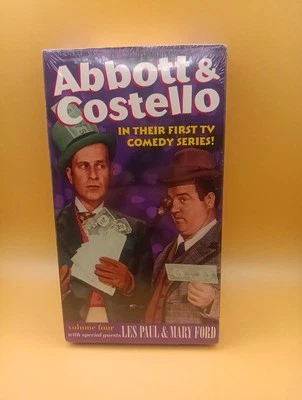 Abbott &
Costello
IN THEIR FIRST TV
COMEDY SERIES!
volume four
with special guests LES PAUL & MARY FORD